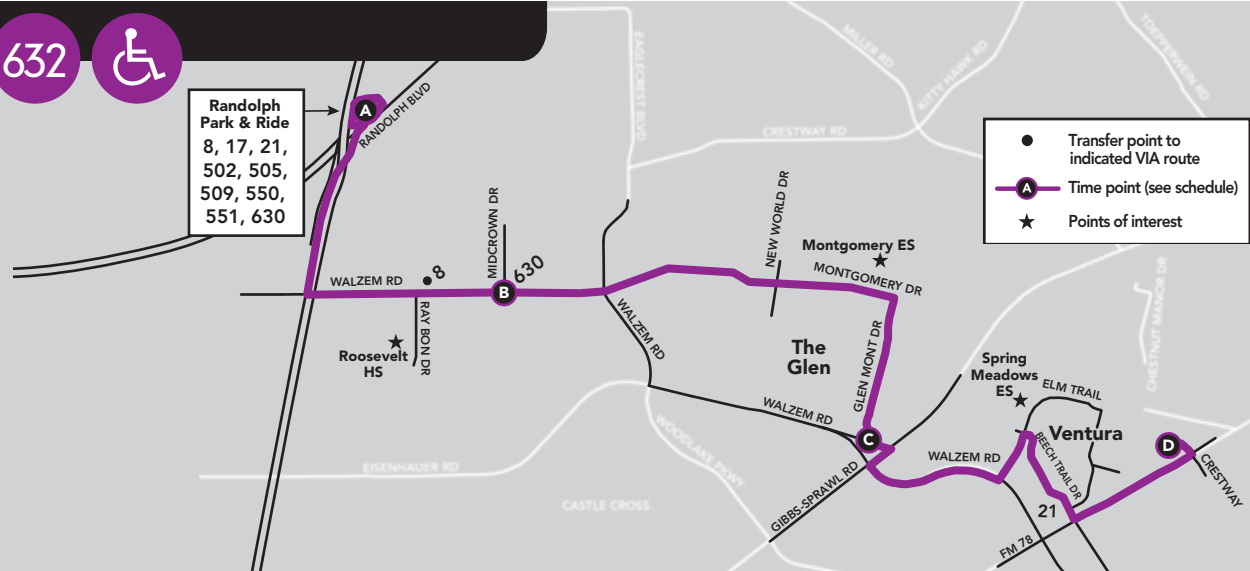 632
Randolph
Park & Ride
8, 17, 21,
502, 505,
509, 550,
551, 630
A
RANDOLPH BLVD
EAGLECREST BLVD
MILLER RD
KITTY HAWK RD
TOEPPERWEIN RD
CRESTWAY RD
Transfer point to
indicated VIA route
A
Time point (see schedule)
Points of interest
WALZEM RD
8
MIDCROWN DR
630
B
RAY BON DR
Roosevelt
HS
NEW WORLD DR
Montgomery ES
MONTGOMERY DR
WALZEM RD
The
Glen
GLEN MONT DR
CHESTNUT MANOR DR
Spring
Meadows
ES
ELM TRAIL
WALZEM RD
C
Ventura
BEECH TRAIL DR
D
CRESTWAY
WALZEM RD
WOODLAKE PKWY
EISENHAUER RD
CASTLE CROSS
GIBBS-SPRAWL RD
21
FM 78